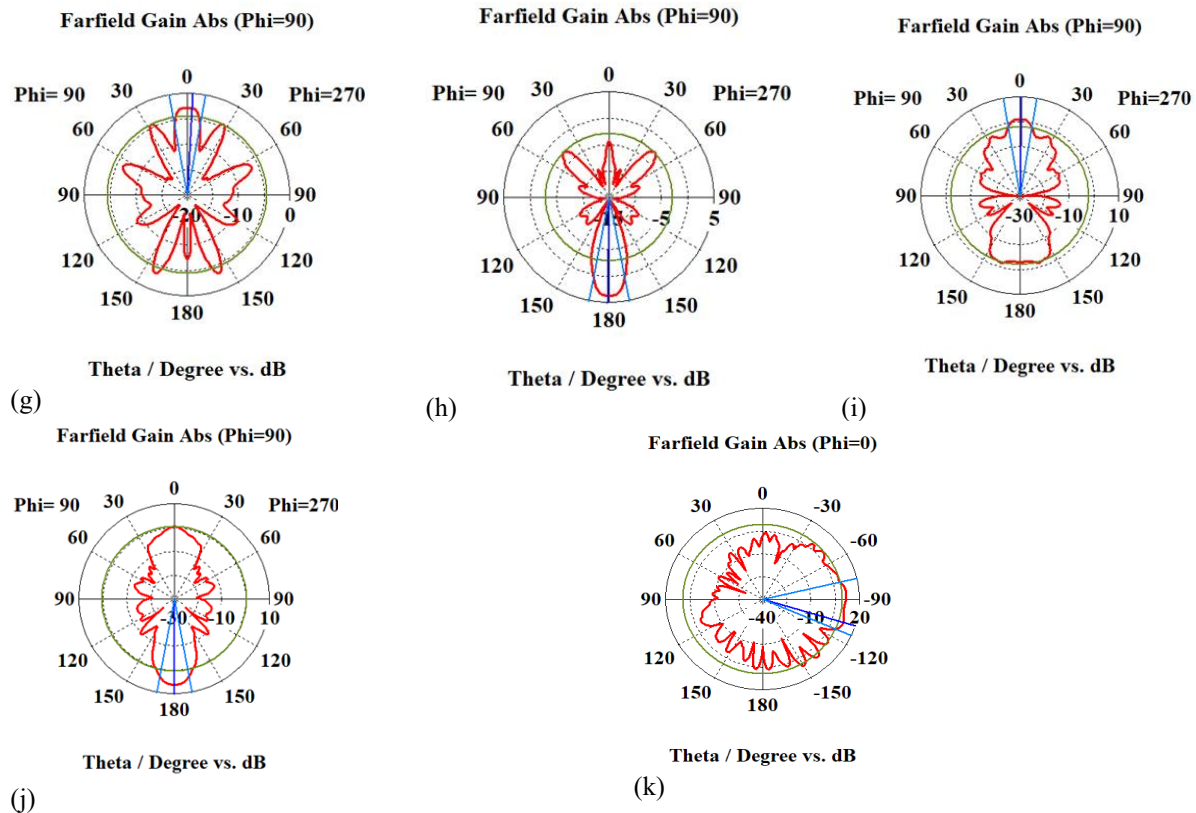 Farfield Gain Abs (Phi=90)
0
30 30
Phi= 90 Phi=270
60 60
90 90
-20 -10 0
120 120
150 150
180
Theta / Degree vs. dB
(g)
Farfield Gain Abs (Phi=90)
0
30 30
Phi= 90 Phi=270
60 60
90 90
-5 5
120 120
150 150
180
Theta / Degree vs. dB
(h)
Farfield Gain Abs (Phi=90)
0
30 30
Phi= 90 Phi=270
60 60
90 90
-30 -10 10
120 120
150 150
180
Theta / Degree vs. dB
(i)
Farfield Gain Abs (Phi=90)
0
30 30
Phi= 90 Phi=270
60 60
90 90
-30 -10 10
120 120
150 150
180
Theta / Degree vs. dB
(j)
Farfield Gain Abs (Phi=0)
0
30 -30
60 -60
90 -90
-40 -10 20
120 -120
150 -150
180
Theta / Degree vs. dB
(k)